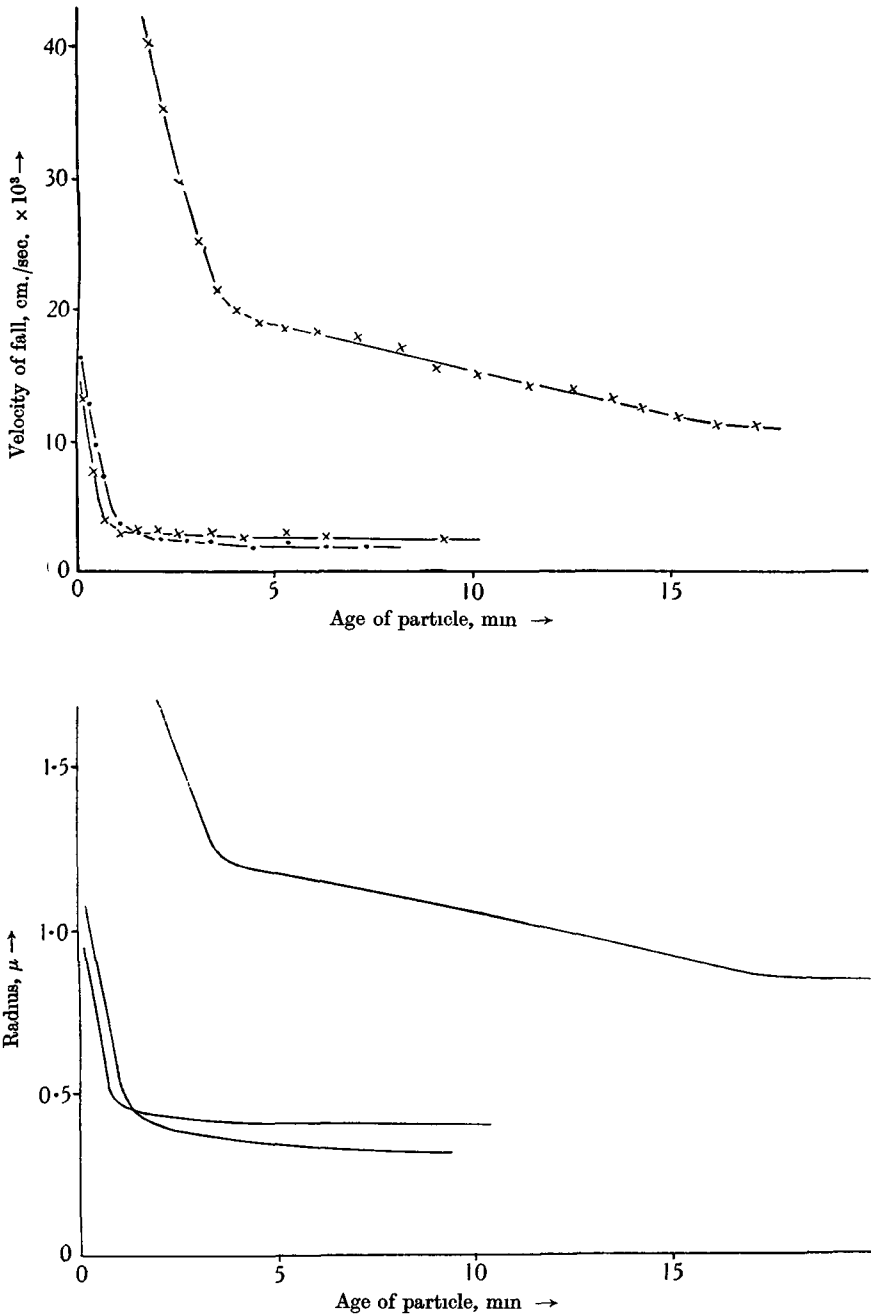 40
30
20
10
0
Velocity of fall, cm./sec. × 10³ →
0 5 10 15
Age of particle, min →
1·5
1·0
0·5
0
Radius, μ →
0 5 10 15
Age of particle, min →